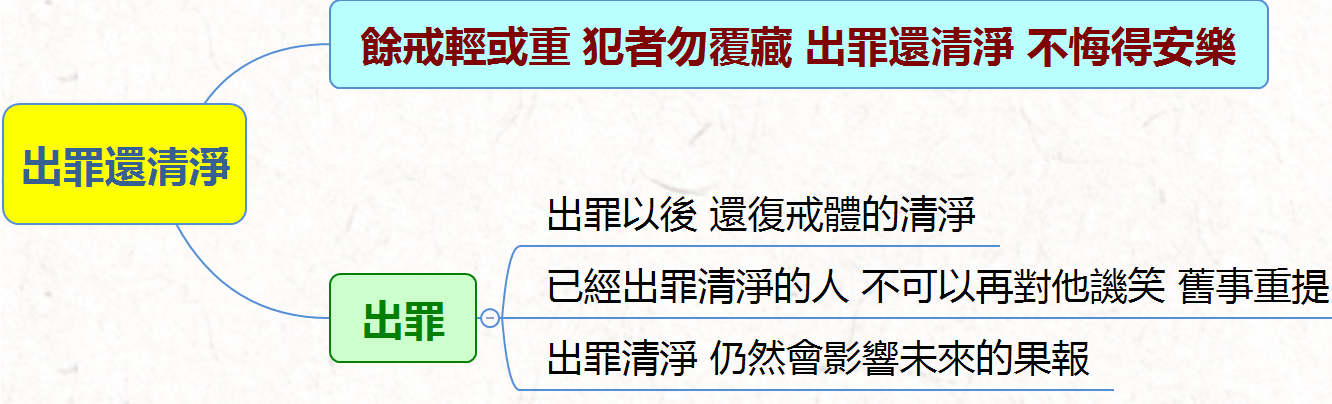 餘戒輕或重 犯者勿覆藏 出罪還清淨 不悔得安樂
出罪還清淨
出罪以後 還復戒體的清淨
已經出罪清淨的人 不可以再對他譏笑 舊事重提
出罪
出罪清淨 仍然會影響未來的果報